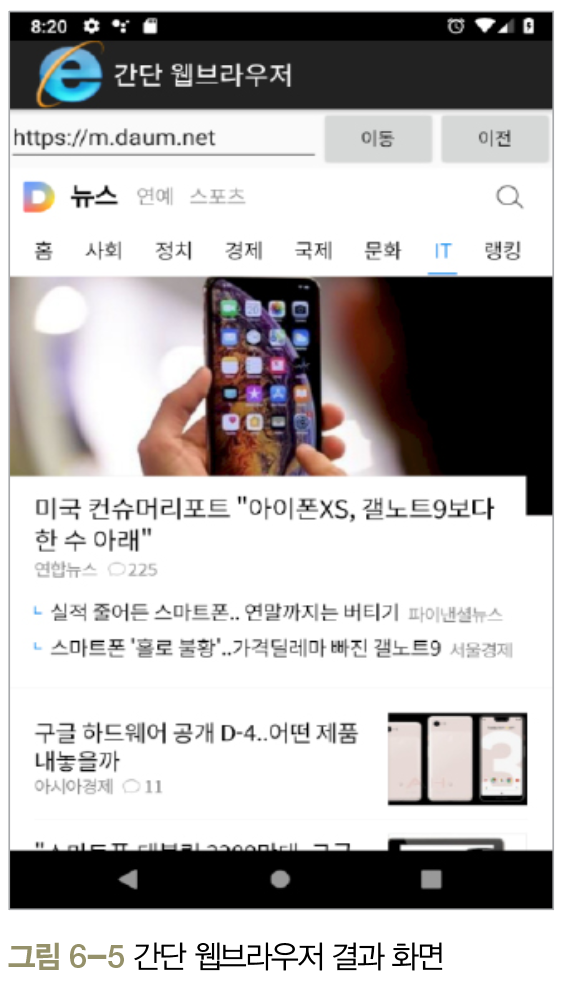 8:20
간단 웹브라우저
https://m.daum.net 이동 이전
뉴스 연예 스포츠
홈 사회 정치 경제 국제 문화 IT 랭킹
미국 컨슈머리포트 "아이폰XS, 갤노트9보다
한 수 아래"
연합뉴스 225
실적 줄어든 스마트폰.. 연말까지는 버티기 파이낸셜뉴스
스마트폰 '홀로 불황'..가격딜레마 빠진 갤노트9 서울경제
구글 하드웨어 공개 D-4..어떤 제품
내놓을까
아시아경제 11
그림 6-5 간단 웹브라우저 결과 화면